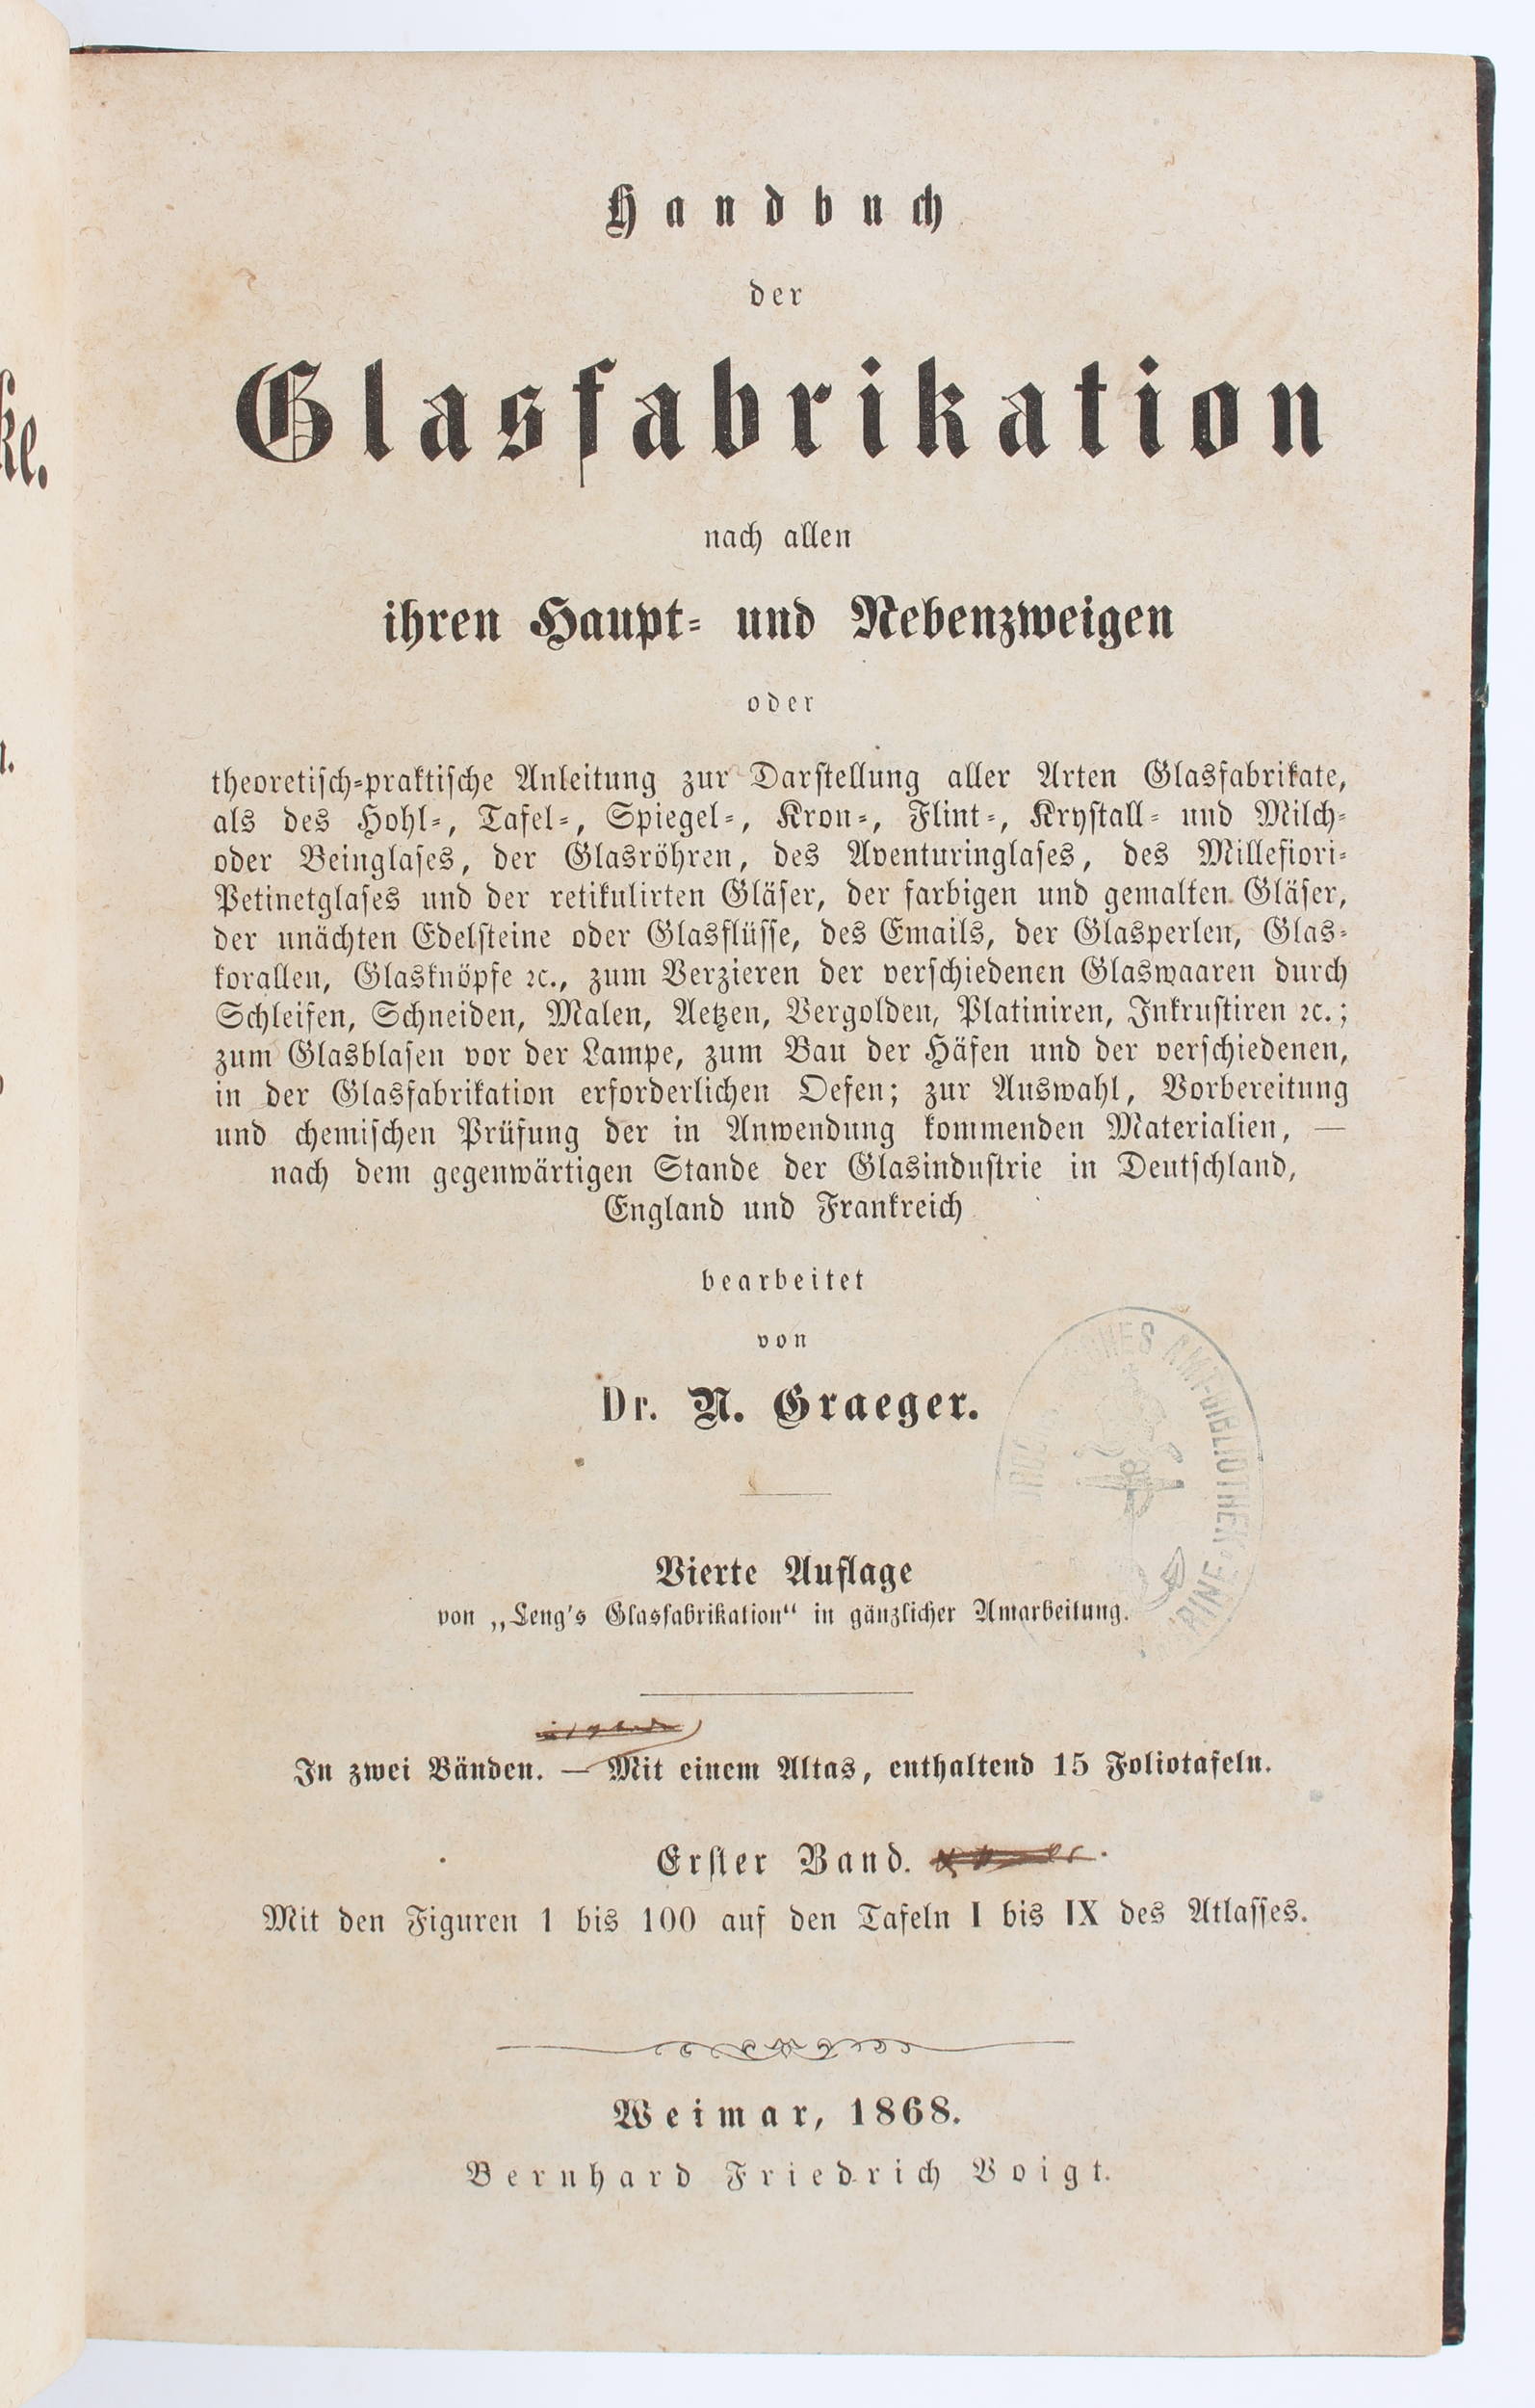 Handbuch
der
Glasfabrikation
nach allen
ihren Haupt- und Nebenzweigen
oder
theoretisch-praktische Anleitung zur Darstellung aller Arten Glasfabrikate,
als des Hohl-, Tafel-, Spiegel-, Kron-, Flint-, Krystall- und Milch-
oder Beinglases, der Glasröhren, des Aventuringlases, des Millefiori-
Petinetglases und der retikulirten Gläser, der farbigen und gemalten Gläser,
der unächten Edelsteine oder Glasflüsse, des Emails, der Glasperlen, Glas-
korallen, Glasknöpfe ꝛc., zum Verzieren der verschiedenen Glaswaaren durch
Schleifen, Schneiden, Malen, Aetzen, Vergolden, Platiniren, Inkrustiren ꝛc.;
zum Glasblasen vor der Lampe, zum Bau der Häfen und der verschiedenen,
in der Glasfabrikation erforderlichen Oefen; zur Auswahl, Vorbereitung
und chemischen Prüfung der in Anwendung kommenden Materialien, —
nach dem gegenwärtigen Stande der Glasindustrie in Deutschland,
England und Frankreich
bearbeitet
von
Dr. N. Graeger.
Vierte Auflage
von „Leng's Glasfabrikation“ in gänzlicher Umarbeitung.
In zwei Bänden. — Mit einem Altas, enthaltend 15 Foliotafeln.
Erster Band.
Mit den Figuren 1 bis 100 auf den Tafeln I bis IX des Atlasses.
Weimar, 1868.
Bernhard Friedrich Voigt.